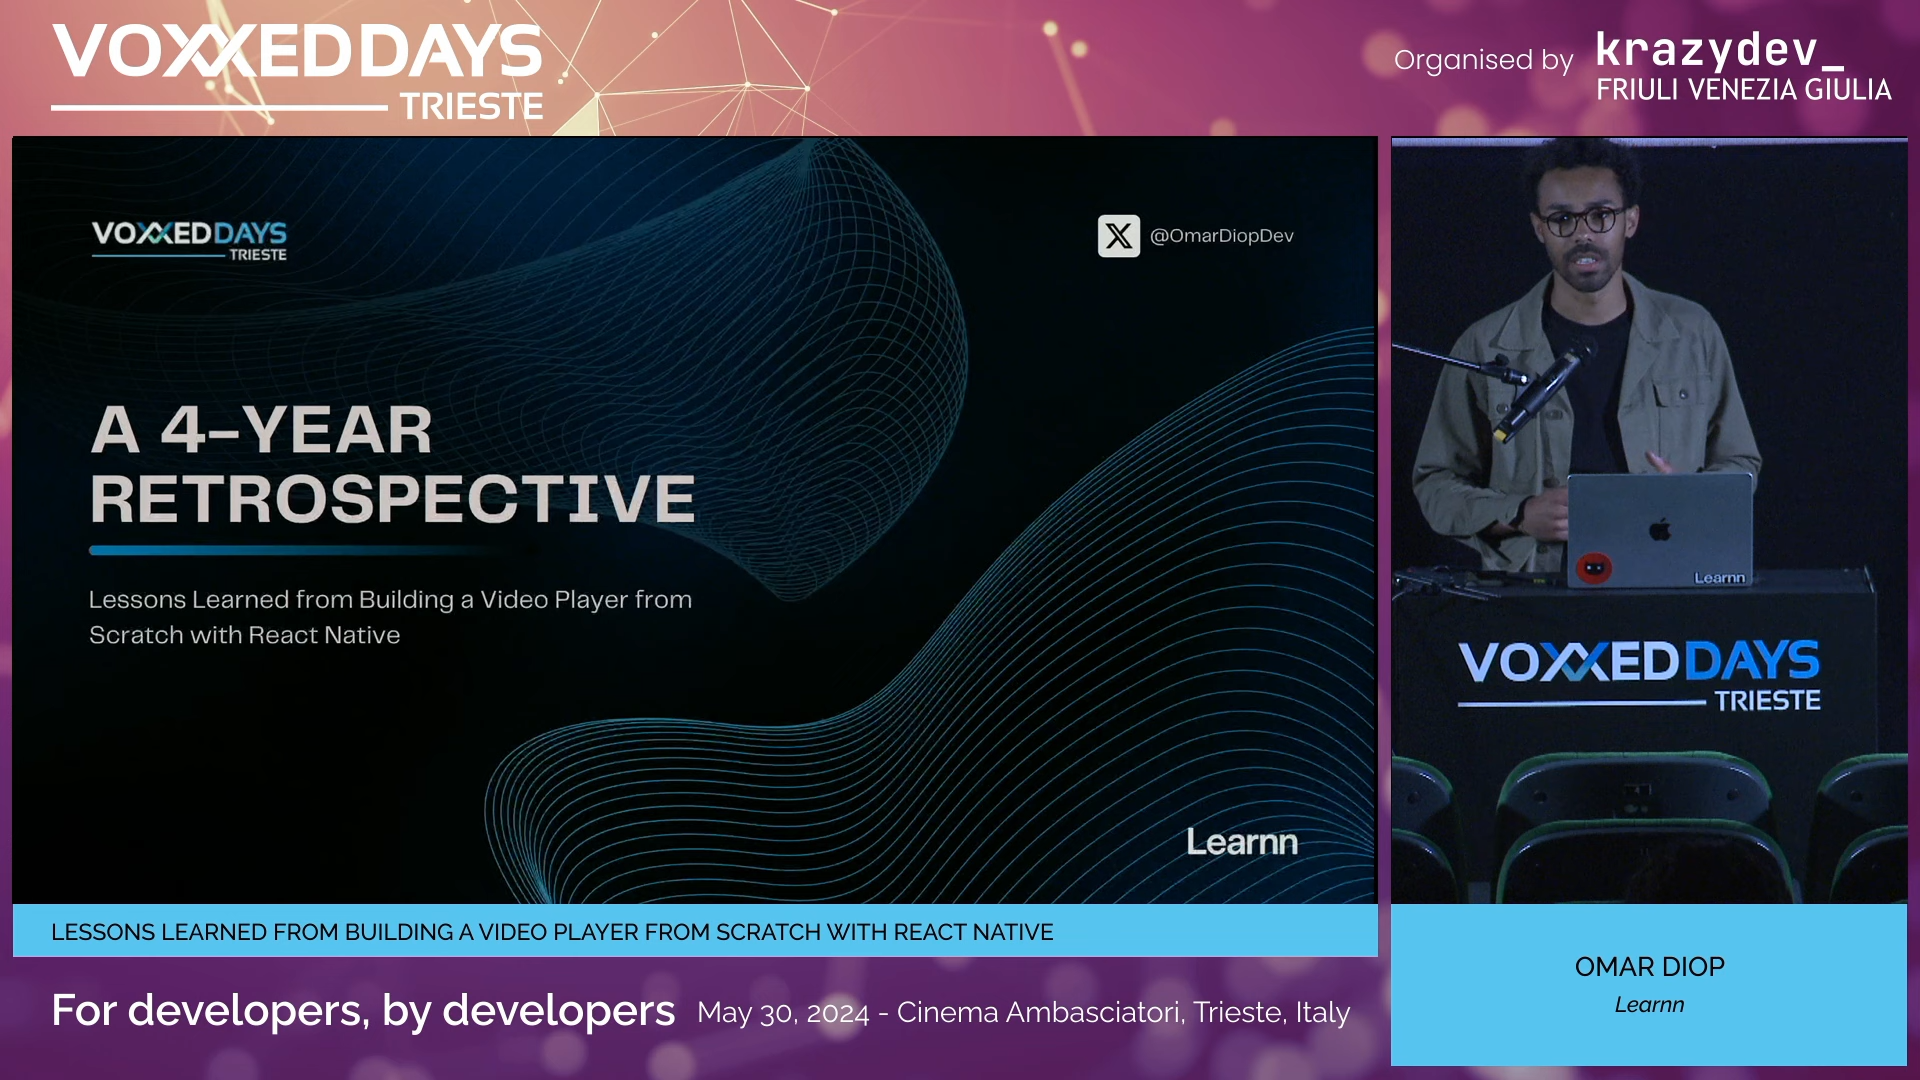 VOXXEDDAYS
TRIESTE
Organised by
krazydev_
FRIULI VENEZIA GIULIA
VOXXEDDAYS
TRIESTE
@OmarDiopDev
A 4-YEAR
RETROSPECTIVE
Lessons Learned from Building a Video Player from
Scratch with React Native
Learnn
Learnn
VOXXEDDAYS
TRIESTE
LESSONS LEARNED FROM BUILDING A VIDEO PLAYER FROM SCRATCH WITH REACT NATIVE
OMAR DIOP
Learnn
For developers, by developers
May 30, 2024 - Cinema Ambasciatori, Trieste, Italy